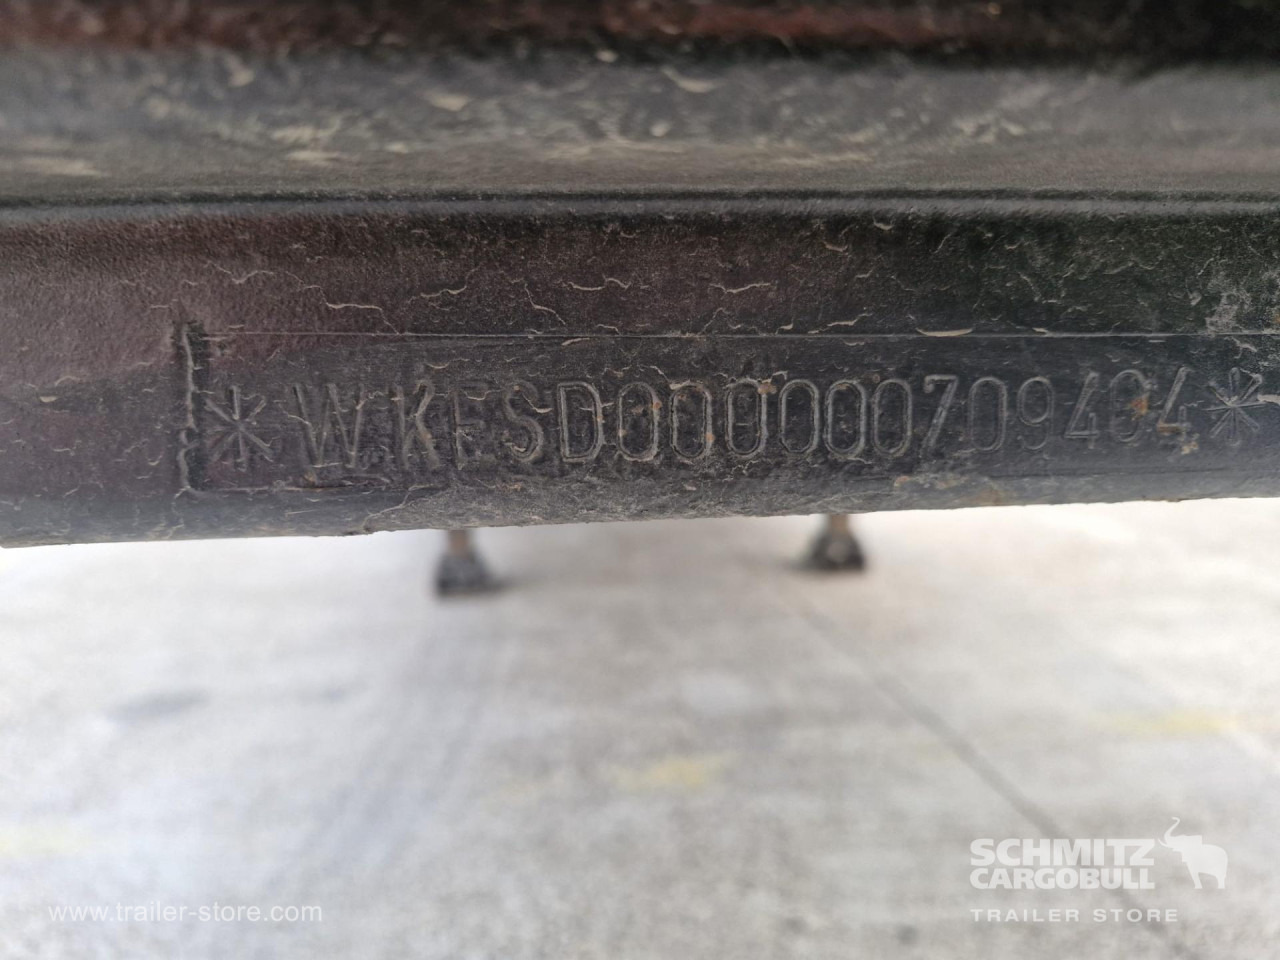 *WKESD000000709404*
SCHMITZ
CARGOBULL
TRAILER STORE
www.trailer-store.com